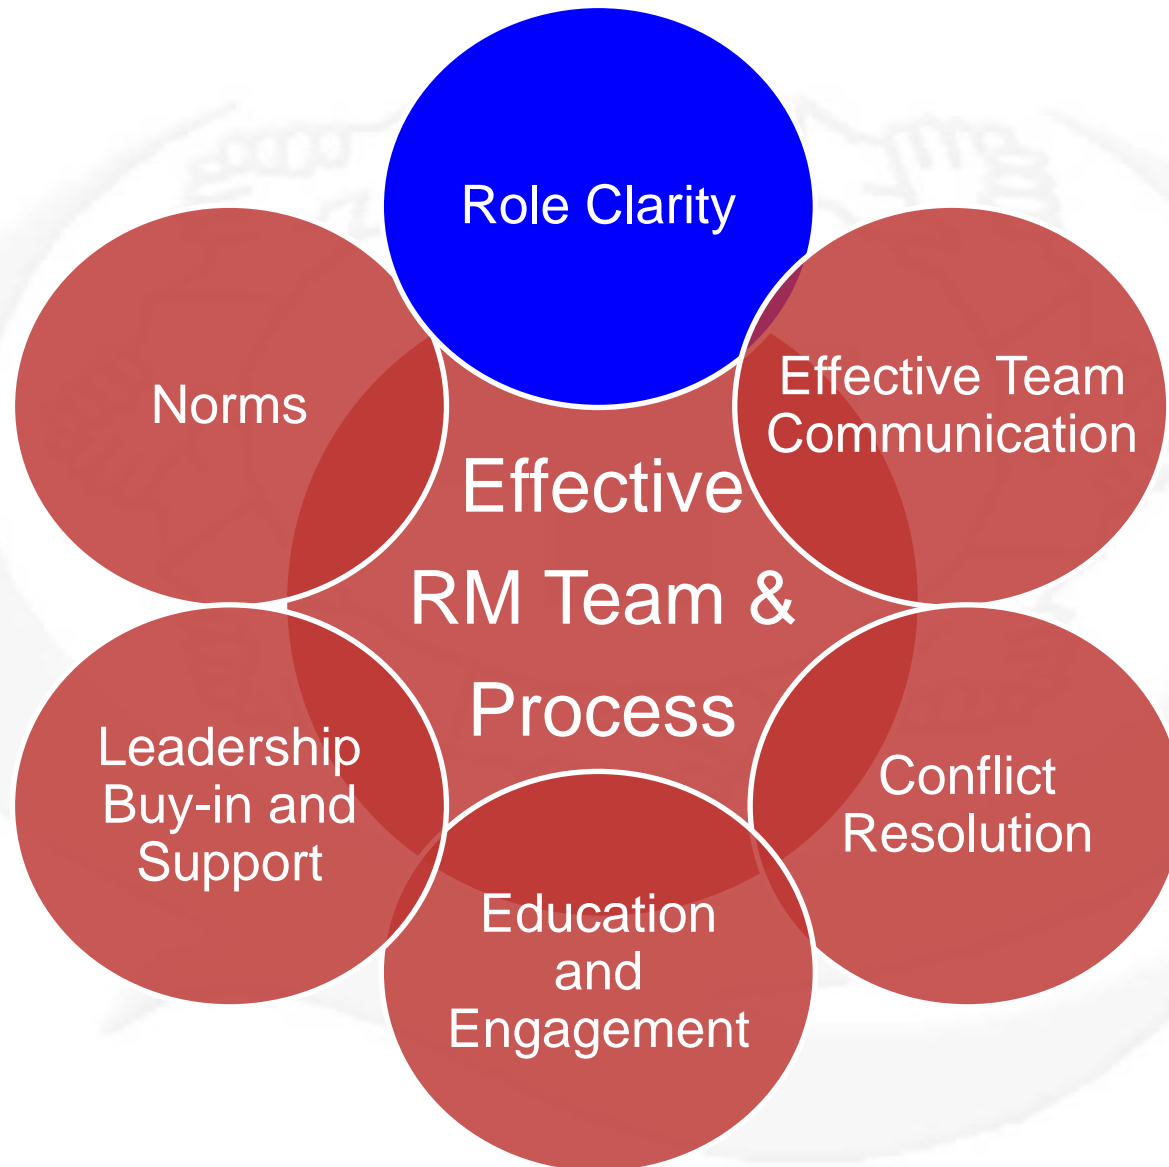 Role Clarity
Effective Team
Communication
Conflict
Resolution
Education
and
Engagement
Leadership
Buy-in and
Support
Norms
Effective
RM Team &
Process